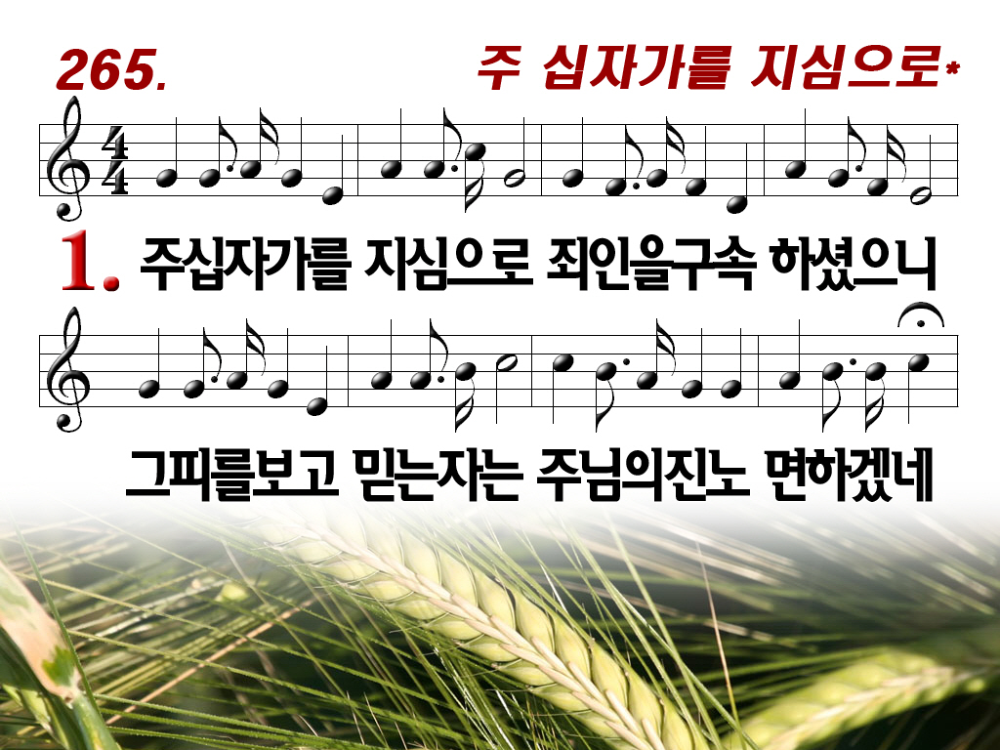 265. 주 십자가를 지심으로*
4
4
1. 주십자가를 지심으로 죄인을구속 하셨으니
그피를보고 믿는자는 주님의진노 면하겠네